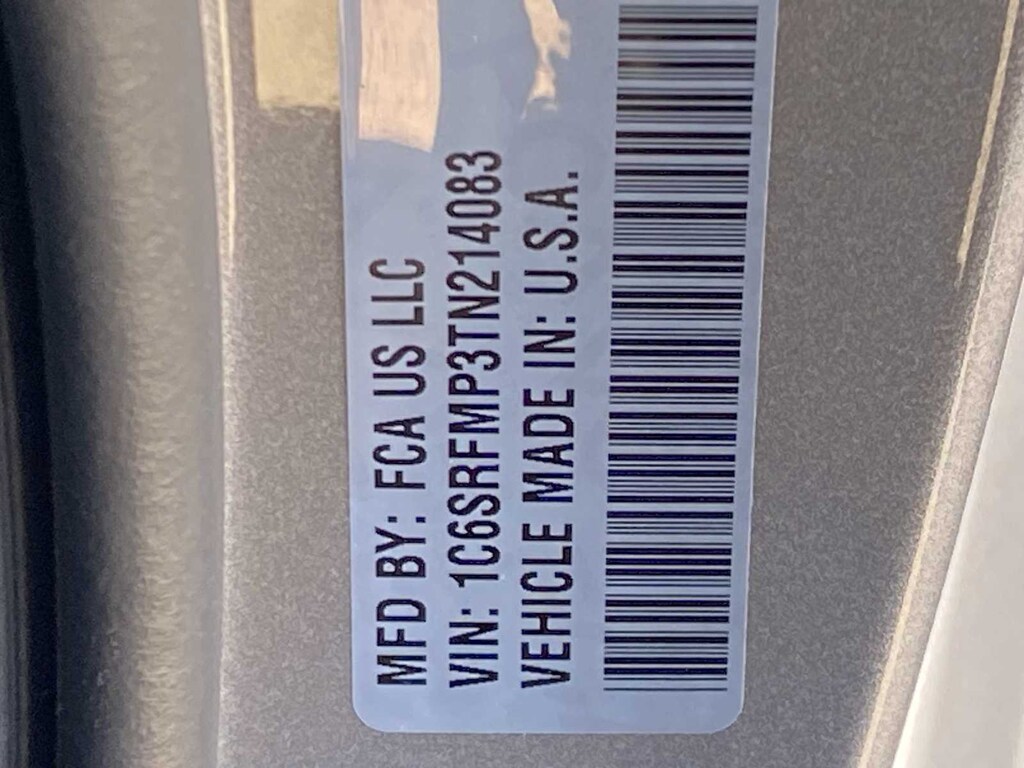 MFD BY: FCA US LLC
VIN: 1C6SRFMP3TN214083
VEHICLE MADE IN: U.S.A.